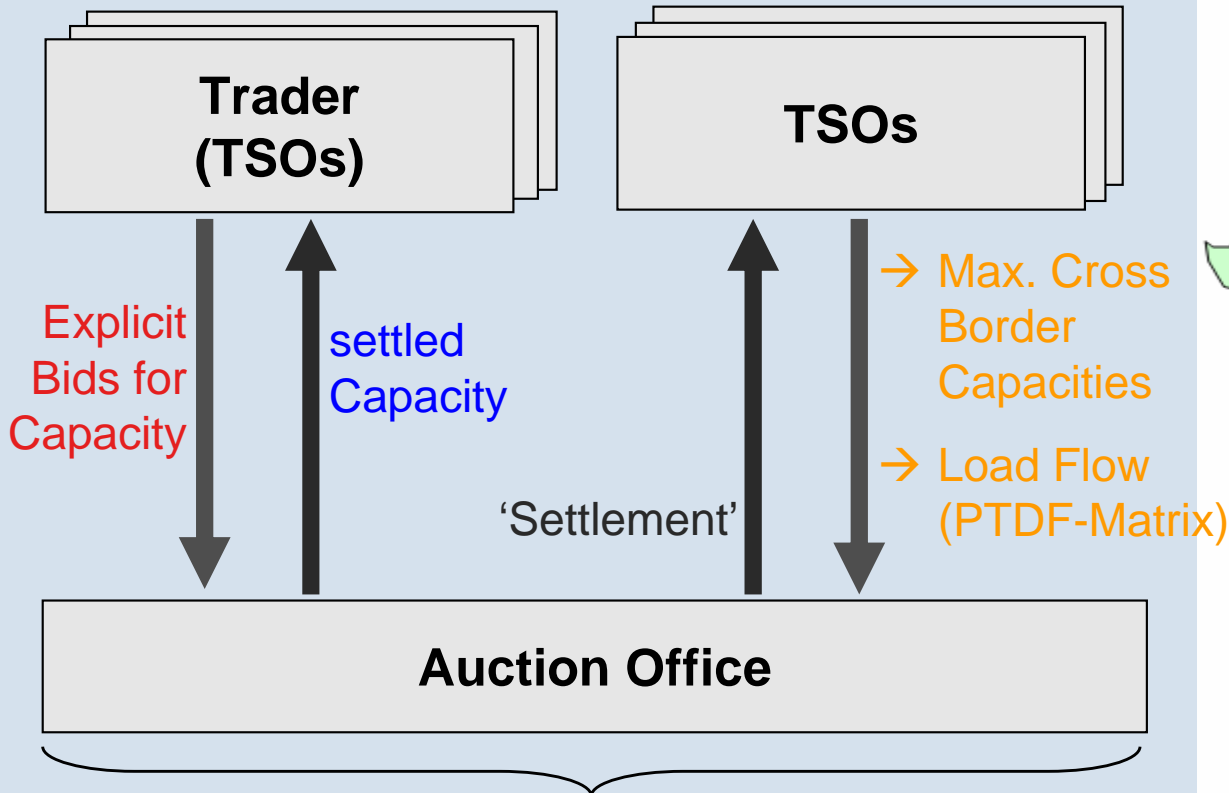 Trader
(TSOs)
TSOs
Explicit
Bids for
Capacity
settled
Capacity
‘Settlement’
→ Max. Cross
Border
Capacities
→ Load Flow
(PTDF-Matrix)
Auction Office